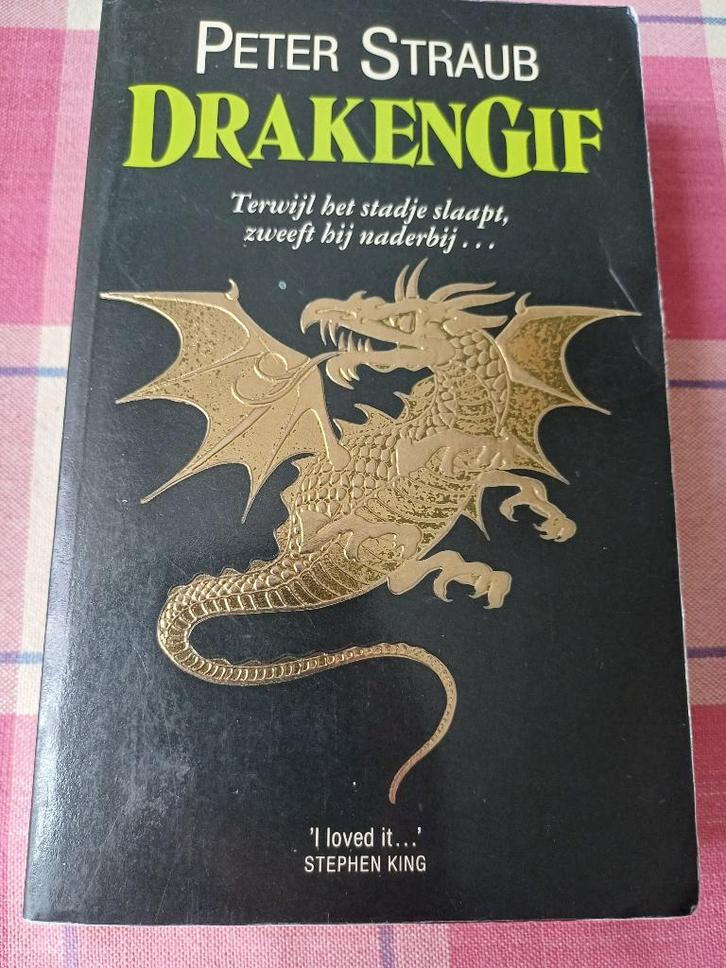 PETER STRAUB
DRAKENGIF
Terwijl het stadje slaapt,
zweeft hij naderbij...
'I loved it...'
STEPHEN KING